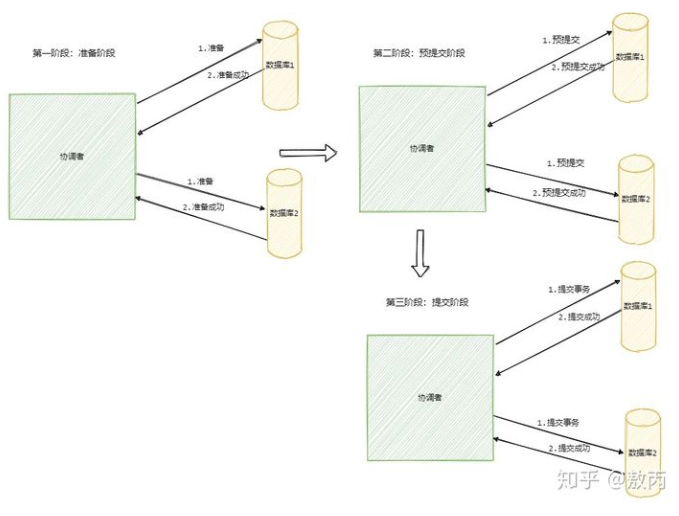 第一阶段：准备阶段
1.准备
2.准备成功
数据库1
协调者
1.准备
2.准备成功
数据库2
第二阶段：预提交阶段
1.预提交
2.预提交成功
数据库1
协调者
1.预提交
2.预提交成功
数据库2
第三阶段：提交阶段
1.提交事务
2.提交成功
数据库1
协调者
1.提交事务
2.提交成功
数据库2
知乎 @敖丙